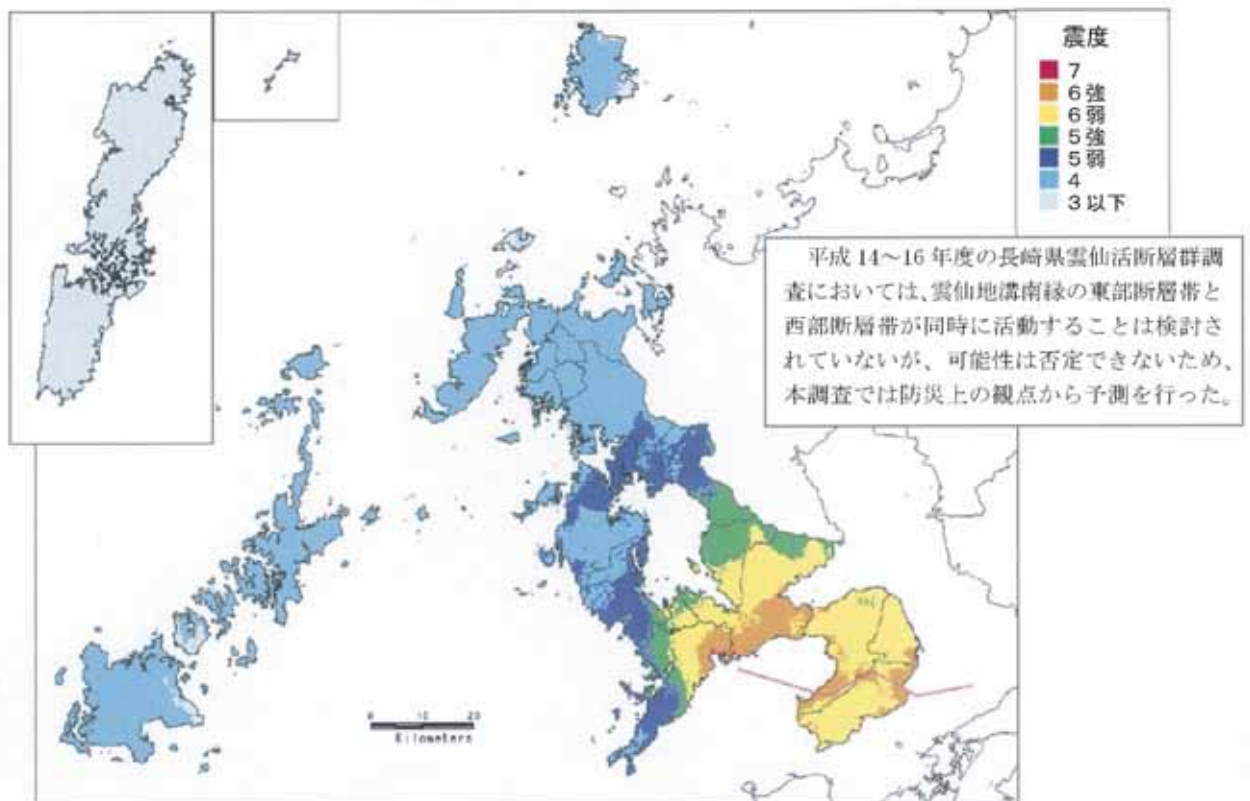 震度
7
6強
6弱
5強
5弱
4
3以下
平成14～16年度の長崎県雲仙活断層群調
査においては、雲仙地溝南縁の東部断層帯と
西部断層帯が同時に活動することは検討さ
れていないが、可能性は否定できないため、
本調査では防災上の観点から予測を行った。
0 10 20
Kilometers